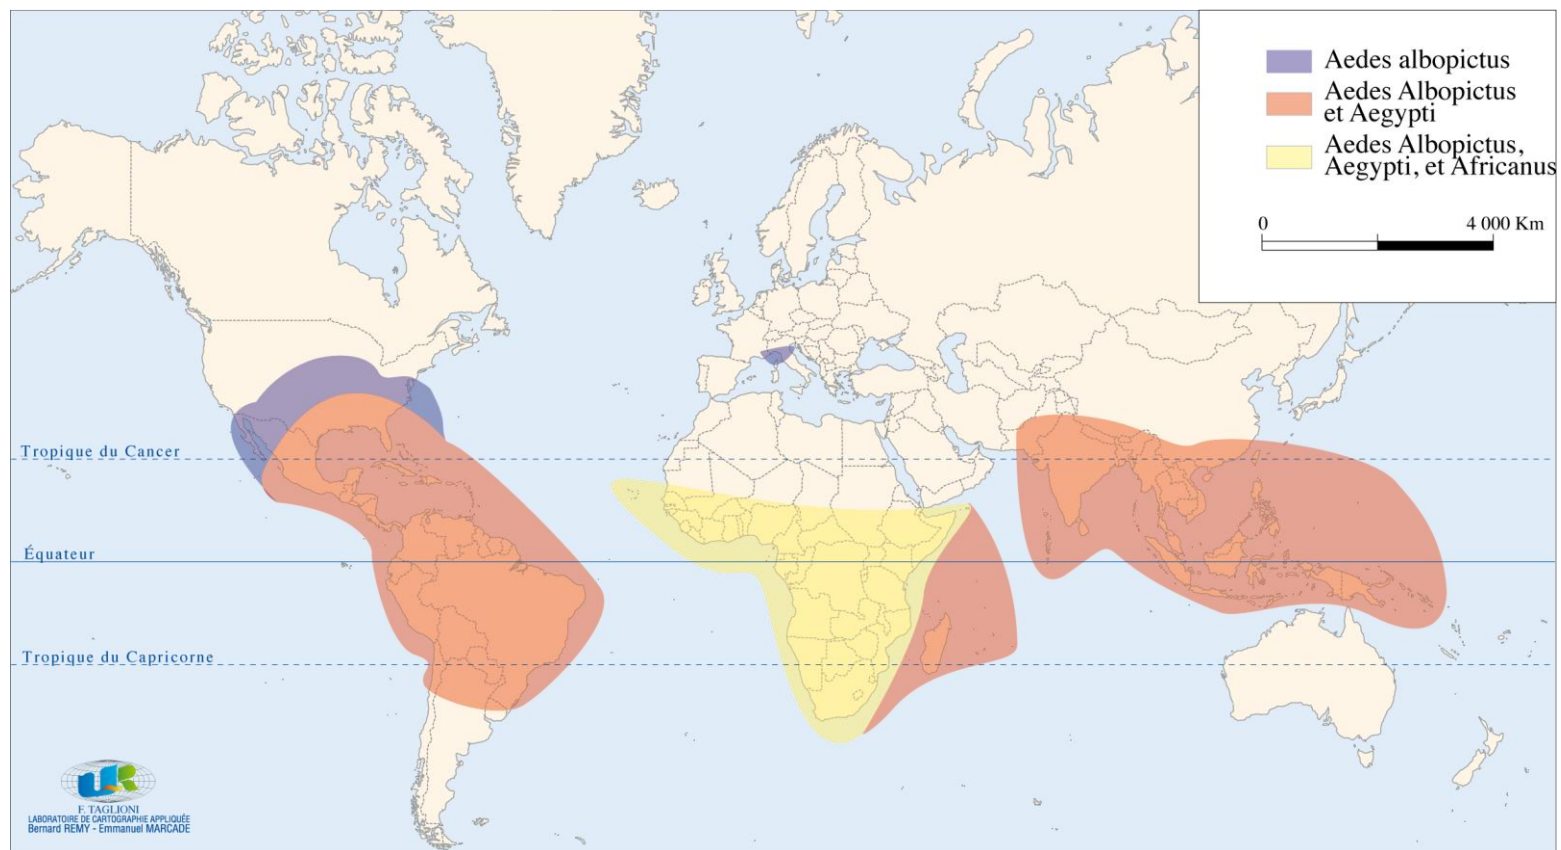 Aedes albopictus
Aedes Albopictus
et Aegypti
Aedes Albopictus,
Aegypti, et Africanus
0 4 000 Km
Tropique du Cancer
Équateur
Tropique du Capricorne
UR
F. TAGLIONI
LABORATOIRE DE CARTOGRAPHIE APPLIQUÉE
Bernard REMY - Emmanuel MARCADE